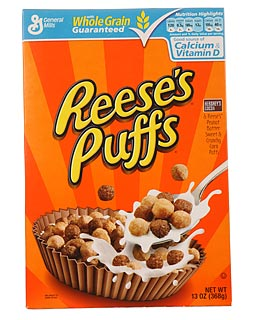 General
Mills
Whole Grain
Guaranteed
Nutrition Highlights
Good source of
Calcium &
Vitamin D
Reese's
Puffs
HERSHEY'S
COCOA
& Reese's
Peanut
Butter
Sweet &
Crunchy
Corn Puffs
NET WT
13 OZ (368g)